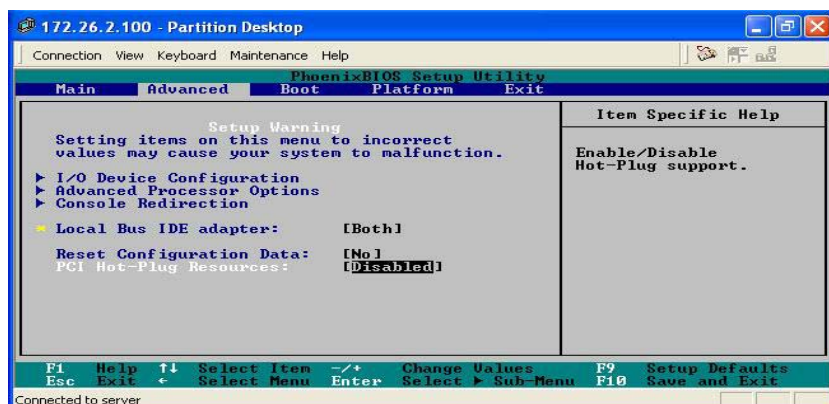 172.26.2.100 - Partition Desktop
Connection View Keyboard Maintenance Help
PhoenixBIOS Setup Utility
Main Advanced Boot Platform Exit
Setup Warning
Setting items on this menu to incorrect
values may cause your system to malfunction.
I/O Device Configuration
Advanced Processor Options
Console Redirection
Local Bus IDE adapter: [Both]
Reset Configuration Data: [No]
PCI Hot-Plug Resources: [Disabled]
Item Specific Help
Enable/Disable
Hot-Plug support.
F1 Help ↑↓ Select Item -/+ Change Values F9 Setup Defaults
Esc Exit ← Select Menu Enter Select ▶ Sub-Menu F10 Save and Exit
Connected to server